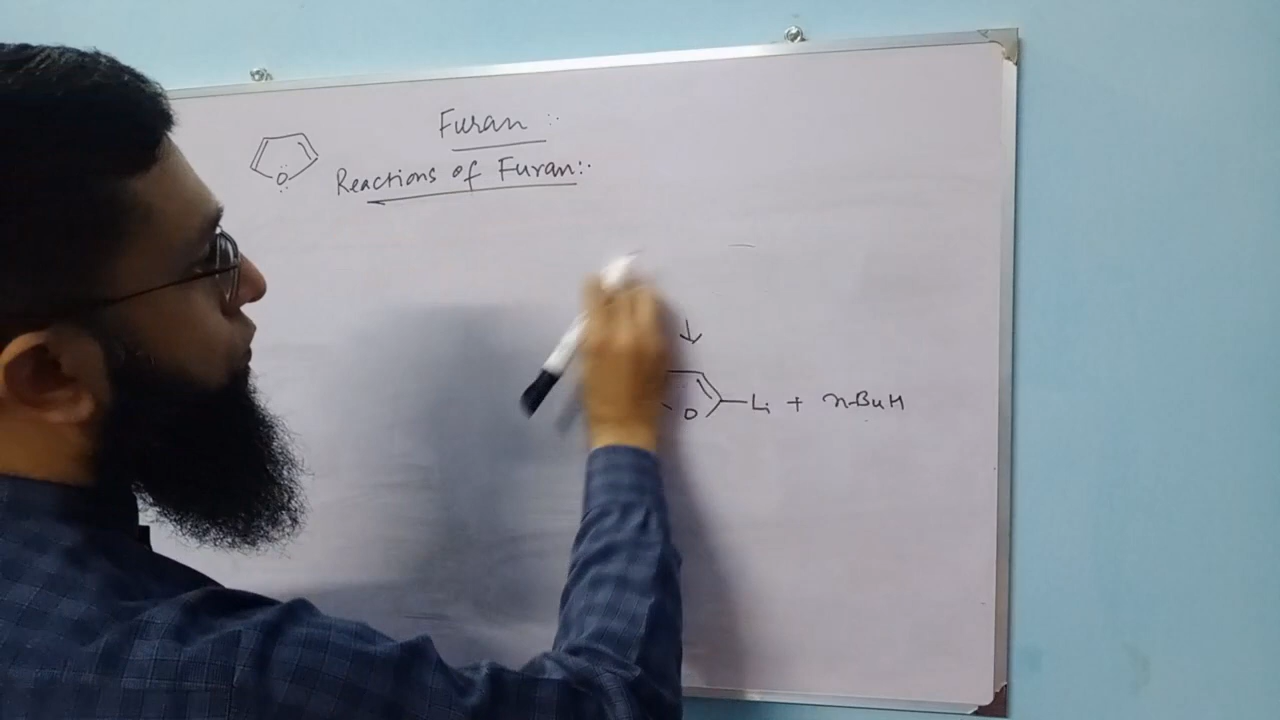 Furan :
Reactions of Furan:.
O
O Li + n-BuH